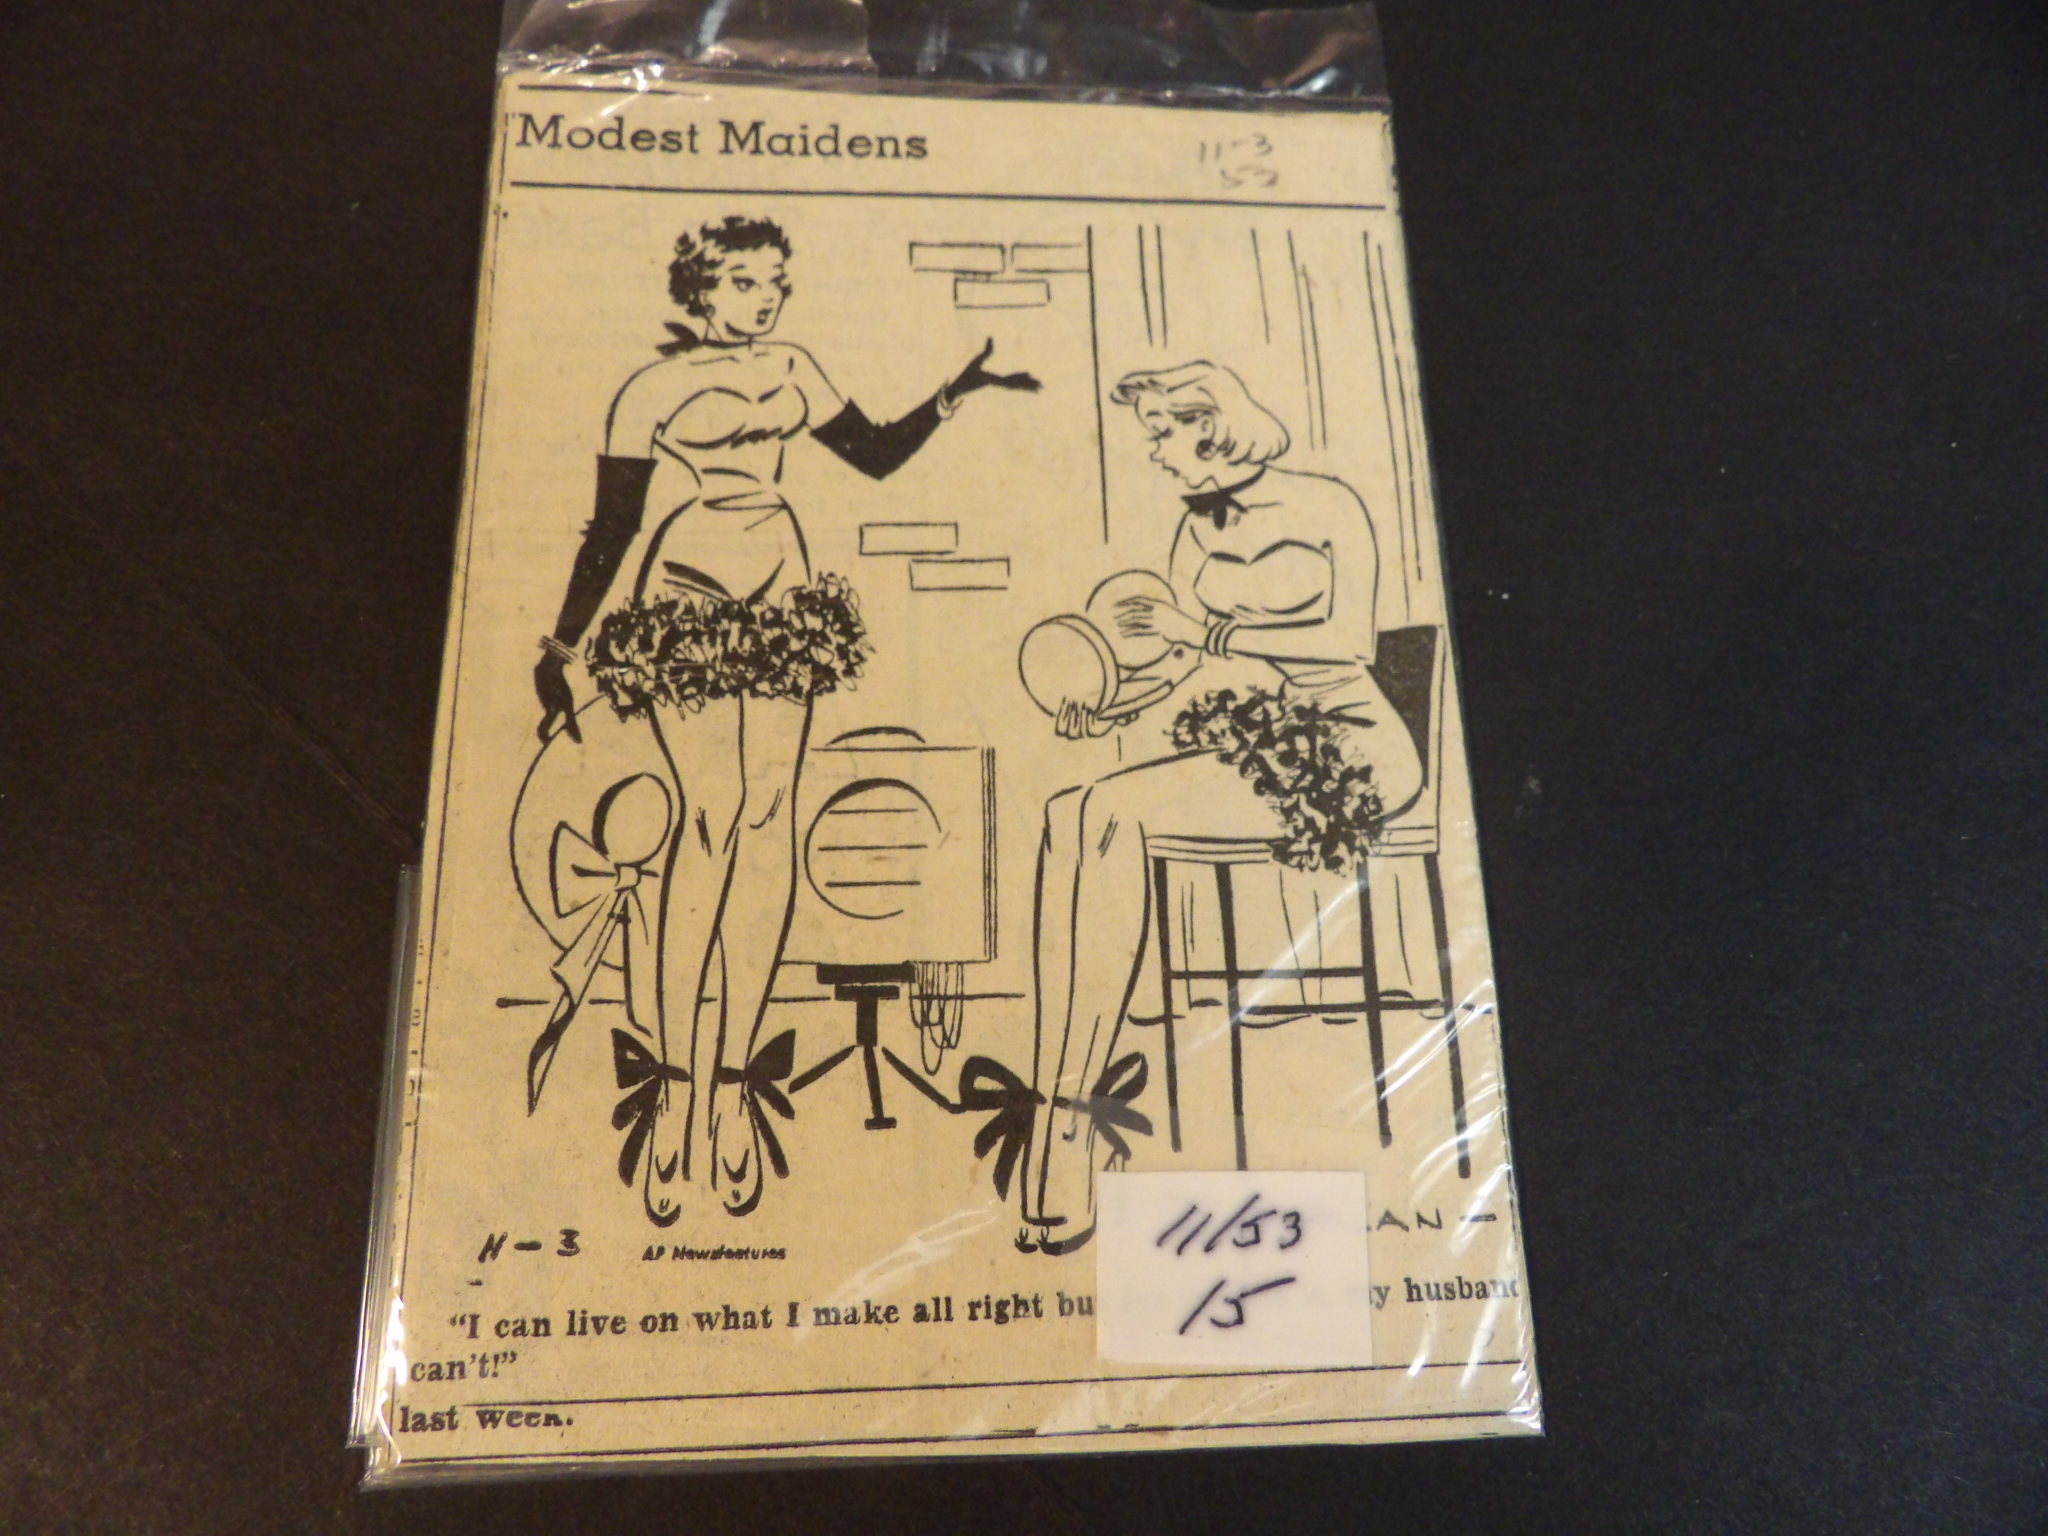 Modest Maidens
11-3
53
N-3
AP Newsfeatures
AN -
11/53
15
"I can live on what I make all right bu y husband
can't!"
last week.